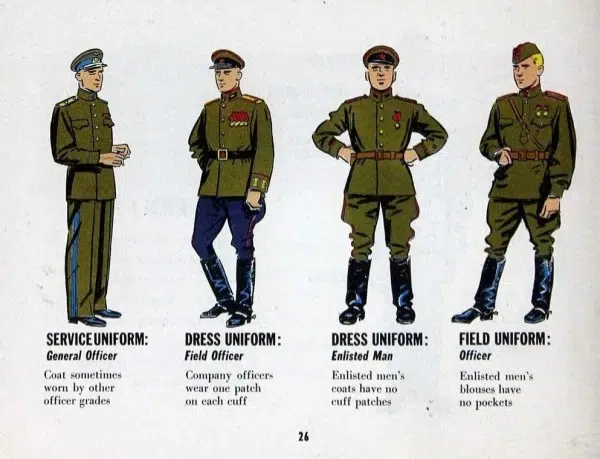 SERVICE UNIFORM:
General Officer
Coat sometimes
worn by other
officer grades
DRESS UNIFORM:
Field Officer
Company officers
wear one patch
on each cuff
DRESS UNIFORM:
Enlisted Man
Enlisted men's
coats have no
cuff patches
FIELD UNIFORM:
Officer
Enlisted men's
blouses have
no pockets
26